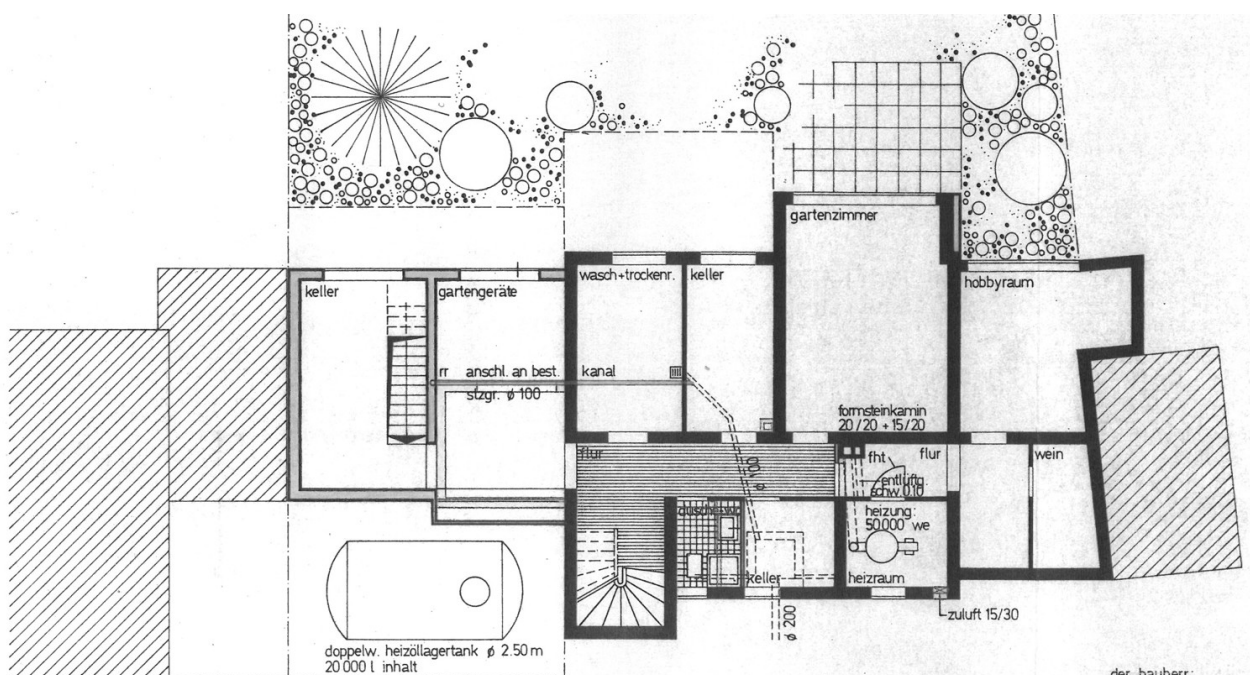 gartenzimmer
keller
gartengeräte
wasch+trockenr.
keller
hobbyraum
rr anschl. an best. kanal
stzgr. ø 100
formsteinkamin
20/20 + 15/20
flur
fht
flur
wein
ø 100
entlüftg
schw. 0.10
dusche+wc
heizung:
50.000 we
keller
heizraum
ø 200
zuluft 15/30
doppelw. heizöllagertank ø 2.50 m
20 000 l inhalt
der bauherr: